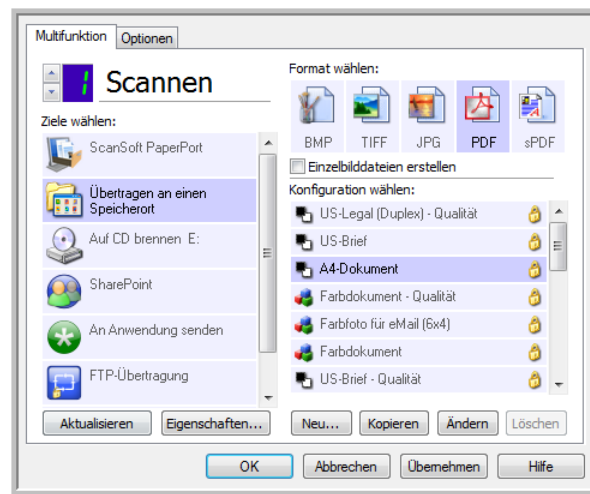 Multifunktion
Optionen
1
Scannen
Ziele wählen:
ScanSoft PaperPort
Übertragen an einen
Speicherort
Auf CD brennen E:
SharePoint
An Anwendung senden
FTP-Übertragung
Aktualisieren
Eigenschaften...
Format wählen:
BMP
TIFF
JPG
PDF
sPDF
Einzelbilddateien erstellen
Konfiguration wählen:
US-Legal (Duplex) - Qualität
US-Brief
A4-Dokument
Farbdokument - Qualität
Farbfoto für eMail (6x4)
Farbdokument
US-Brief - Qualität
Neu...
Kopieren
Ändern
Löschen
OK
Abbrechen
Übernehmen
Hilfe